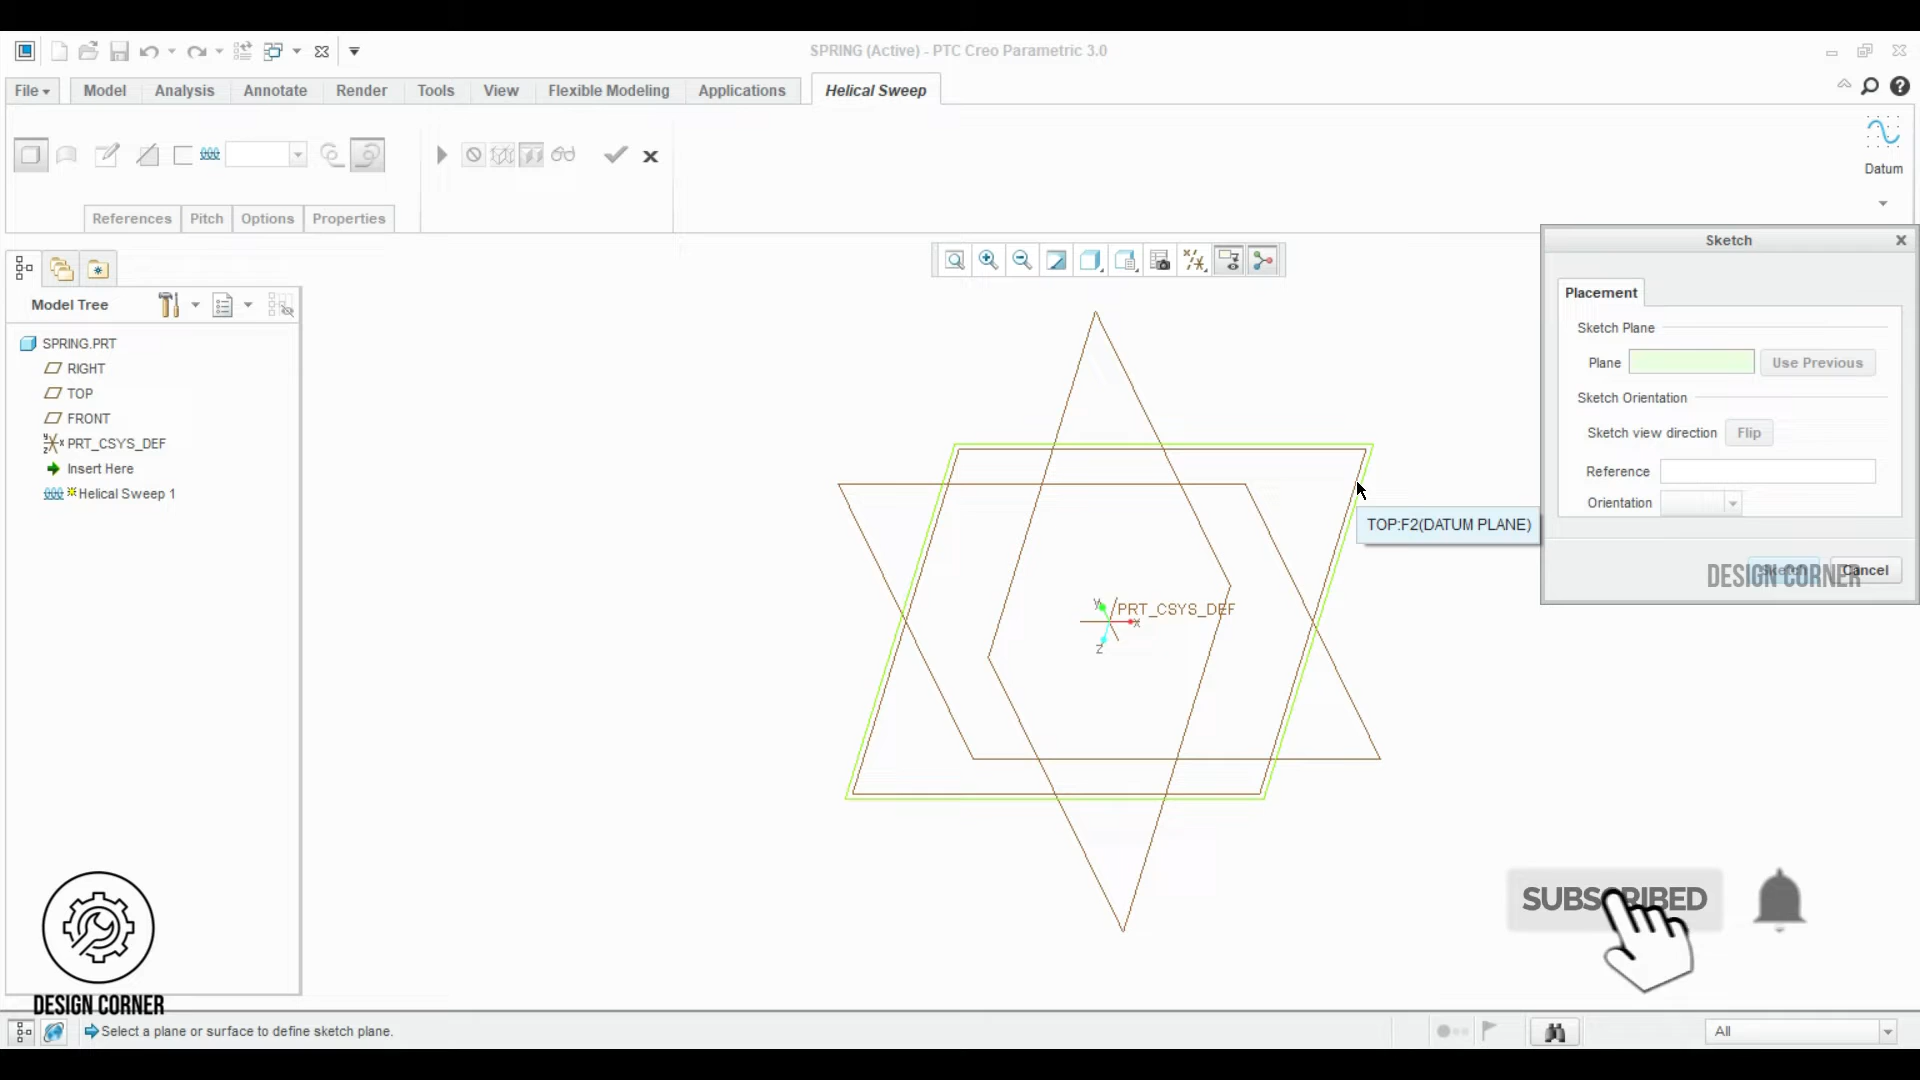 SPRING (Active) - PTC Creo Parametric 3.0
File Model Analysis Annotate Render Tools View Flexible Modeling Applications Helical Sweep
Datum
References Pitch Options Properties
Sketch
Placement
Sketch Plane
Plane Use Previous
Sketch Orientation
Sketch view direction Flip
Reference
Orientation
Cancel
DESIGN CORNER
Model Tree
SPRING.PRT
RIGHT
TOP
FRONT
PRT_CSYS_DEF
Insert Here
Helical Sweep 1
TOP:F2(DATUM PLANE)
PRT_CSYS_DEF
Y
X
Z
SUBSCRIBED
DESIGN CORNER
Select a plane or surface to define sketch plane.
All